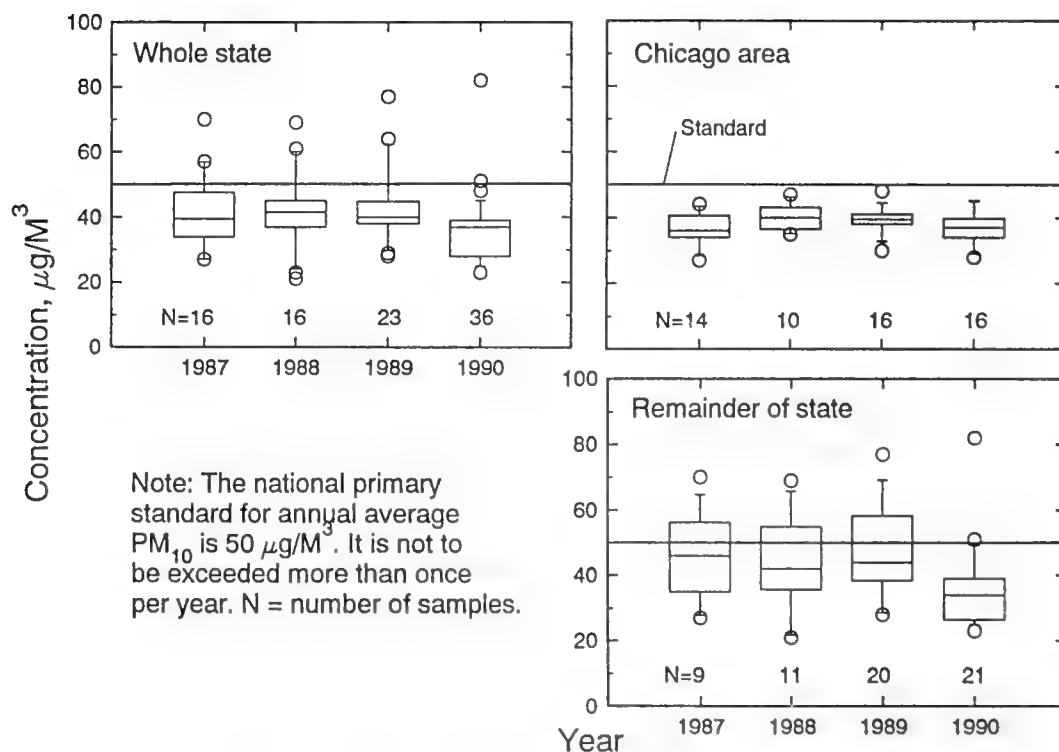 Concentration, μg/M³
100
80
60
40
20
0
Whole state
N=16 16 23 36
1987 1988 1989 1990
Chicago area
Standard
N=14 10 16 16
100
80
60
40
20
0
Remainder of state
N=9 11 20 21
1987 1988 1989 1990
Year
Note: The national primary
standard for annual average
PM₁₀ is 50 μg/M³. It is not to
be exceeded more than once
per year. N = number of samples.